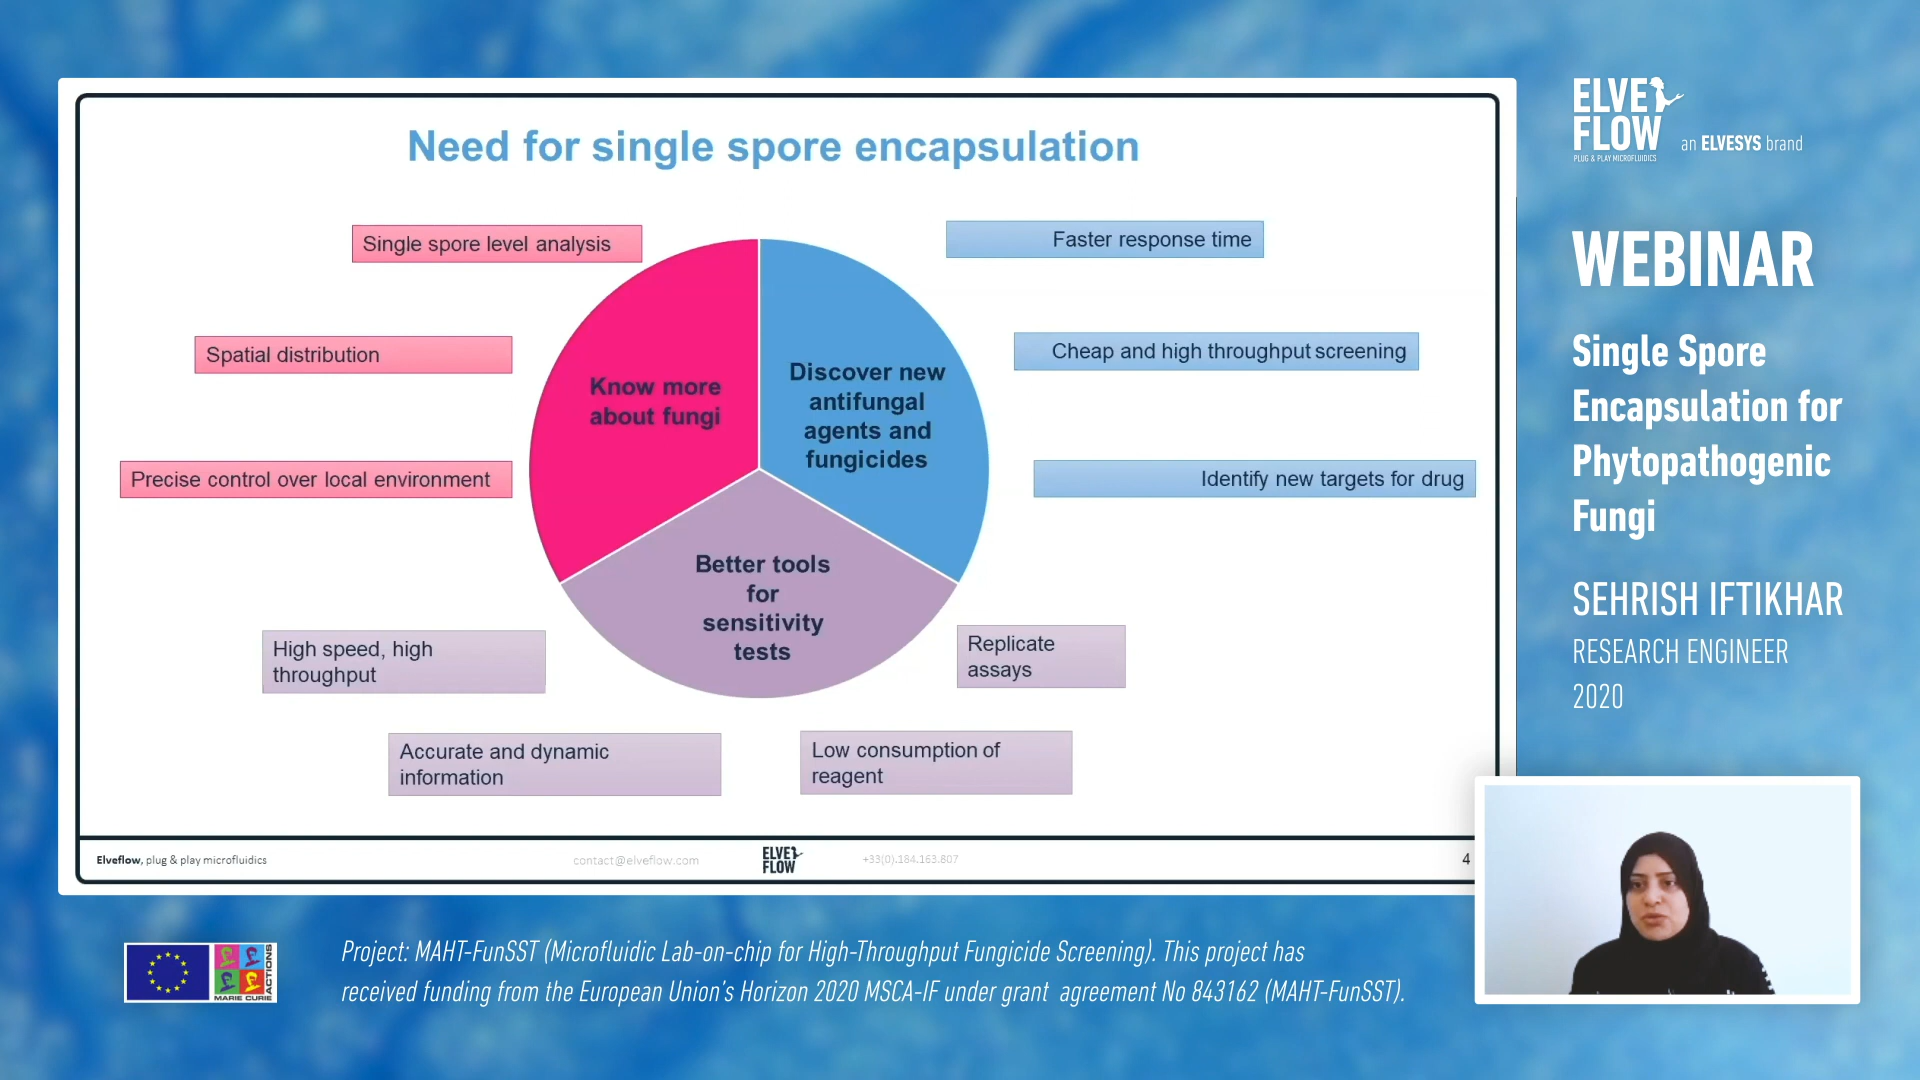 Need for single spore encapsulation
Single spore level analysis
Faster response time
Spatial distribution
Cheap and high throughput screening
Know more
about fungi
Discover new
antifungal
agents and
fungicides
Precise control over local environment
Identify new targets for drug
Better tools
for
sensitivity
tests
High speed, high
throughput
Replicate
assays
Accurate and dynamic
information
Low consumption of
reagent
Elveflow, plug & play microfluidics
contact@elveflow.com
ELVE
FLOW
+33(0).184.163.807
4
ELVE
FLOW
PLUG & PLAY MICROFLUIDICS
an ELVESYS brand
WEBINAR
Single Spore
Encapsulation for
Phytopathogenic
Fungi
SEHRISH IFTIKHAR
RESEARCH ENGINEER
2020
MARIE CURIE
ACTIONS
Project: MAHT-FunSST (Microfluidic Lab-on-chip for High-Throughput Fungicide Screening). This project has
received funding from the European Union's Horizon 2020 MSCA-IF under grant agreement No 843162 (MAHT-FunSST).